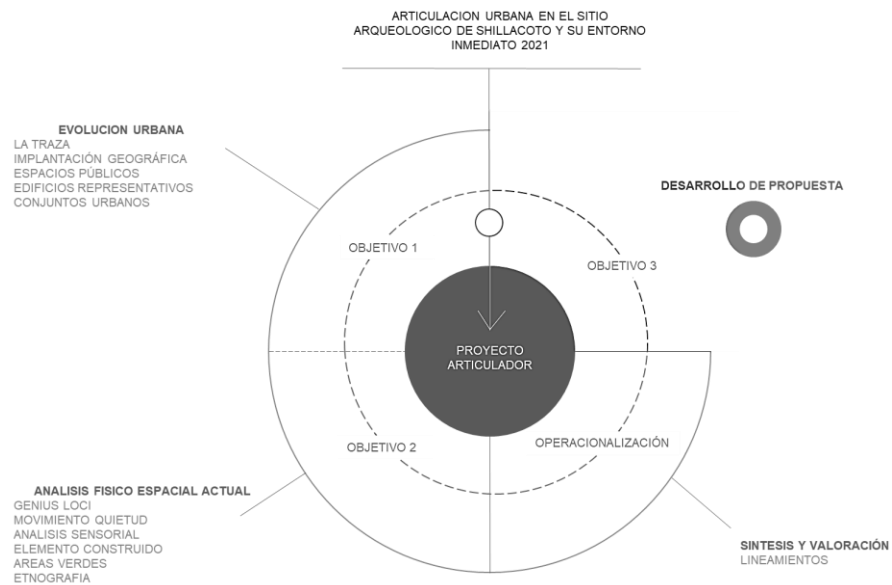 ARTICULACION URBANA EN EL SITIO
ARQUEOLOGICO DE SHILLACOTO Y SU ENTORNO
INMEDIATO 2021
EVOLUCION URBANA
LA TRAZA
IMPLANTACIÓN GEOGRÁFICA
ESPACIOS PÚBLICOS
EDIFICIOS REPRESENTATIVOS
CONJUNTOS URBANOS
DESARROLLO DE PROPUESTA
OBJETIVO 1
OBJETIVO 3
PROYECTO
ARTICULADOR
OBJETIVO 2
OPERACIONALIZACIÓN
ANALISIS FISICO ESPACIAL ACTUAL
GENIUS LOCI
MOVIMIENTO QUIETUD
ANALISIS SENSORIAL
ELEMENTO CONSTRUIDO
AREAS VERDES
ETNOGRAFIA
SINTESIS Y VALORACIÓN
LINEAMIENTOS